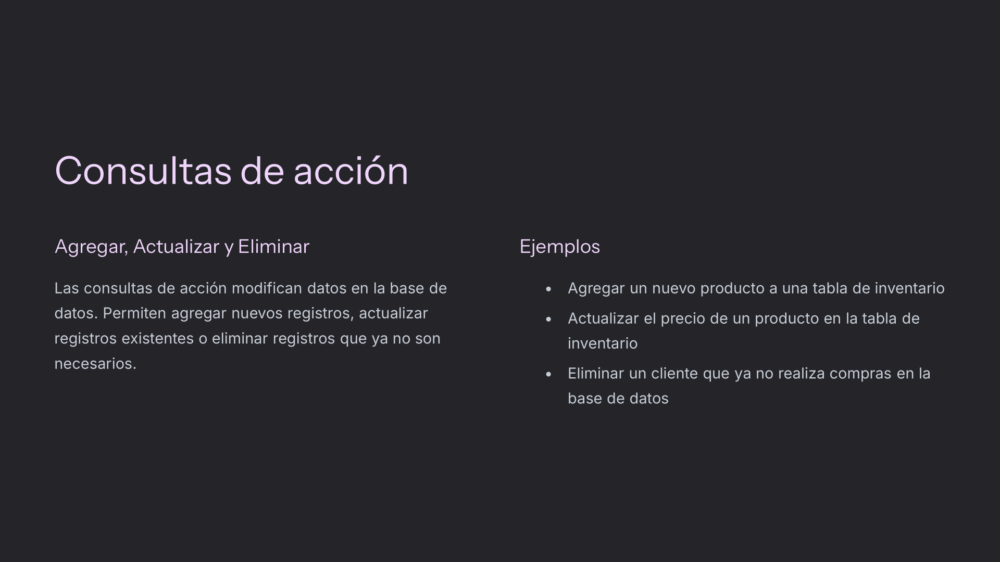 Consultas de acción
Agregar, Actualizar y Eliminar
Las consultas de acción modifican datos en la base de
datos. Permiten agregar nuevos registros, actualizar
registros existentes o eliminar registros que ya no son
necesarios.
Ejemplos
• Agregar un nuevo producto a una tabla de inventario
• Actualizar el precio de un producto en la tabla de
inventario
• Eliminar un cliente que ya no realiza compras en la
base de datos